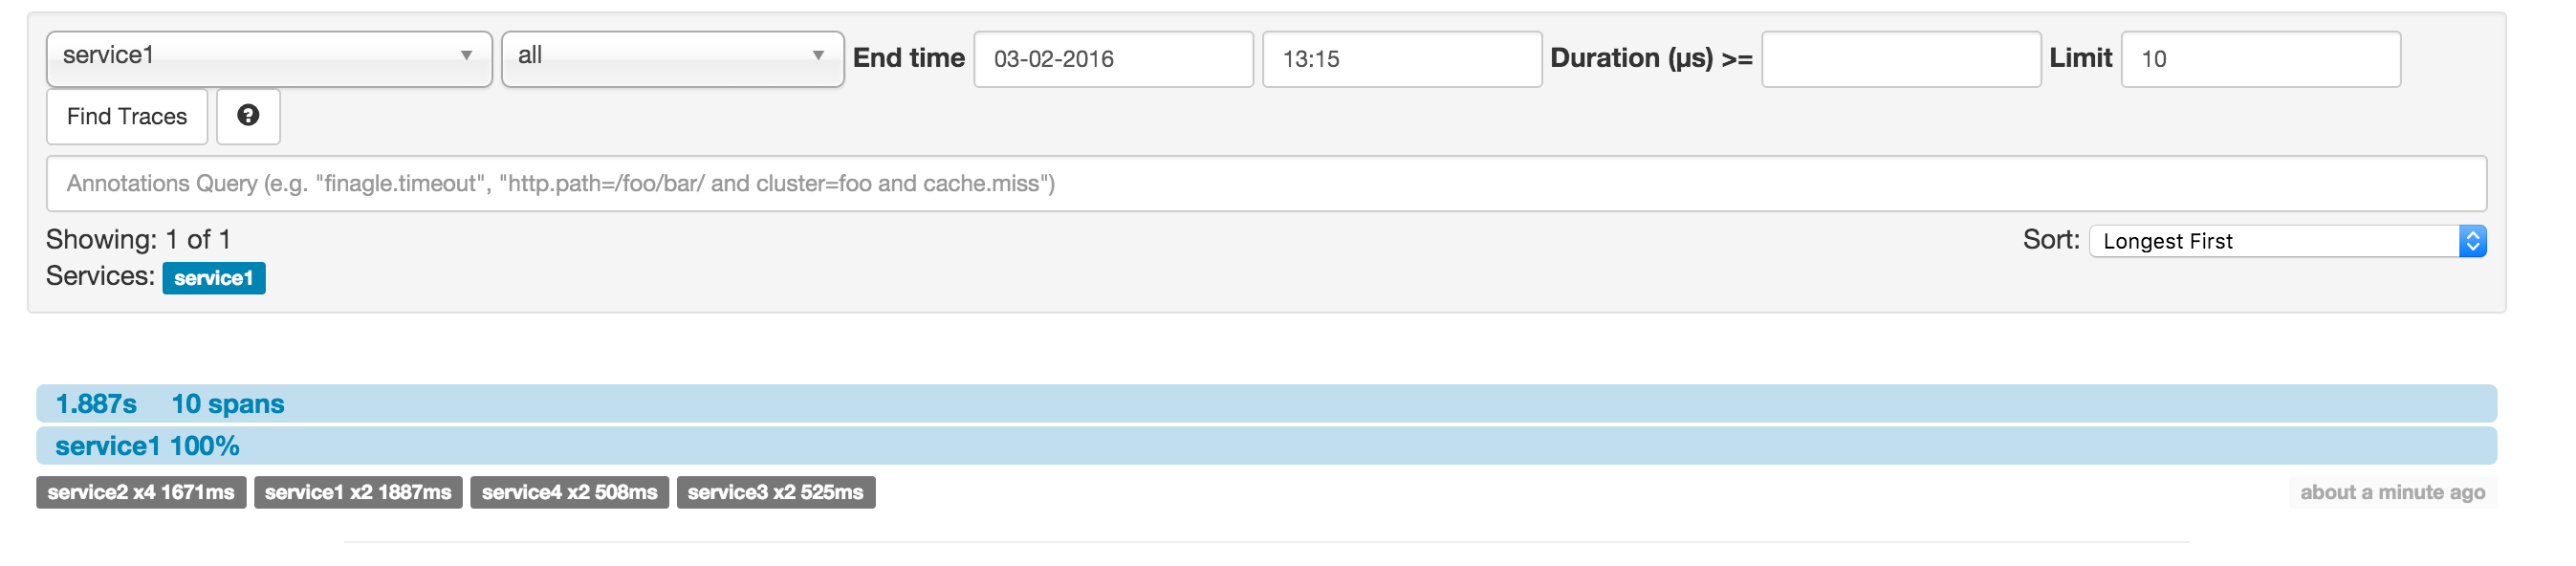 service1 all End time 03-02-2016 13:15 Duration (µs) >= Limit 10
Find Traces ?
Annotations Query (e.g. "finagle.timeout", "http.path=/foo/bar/ and cluster=foo and cache.miss")
Showing: 1 of 1 Sort: Longest First
Services: service1
1.887s 10 spans
service1 100%
service2 x4 1671ms service1 x2 1887ms service4 x2 508ms service3 x2 525ms about a minute ago